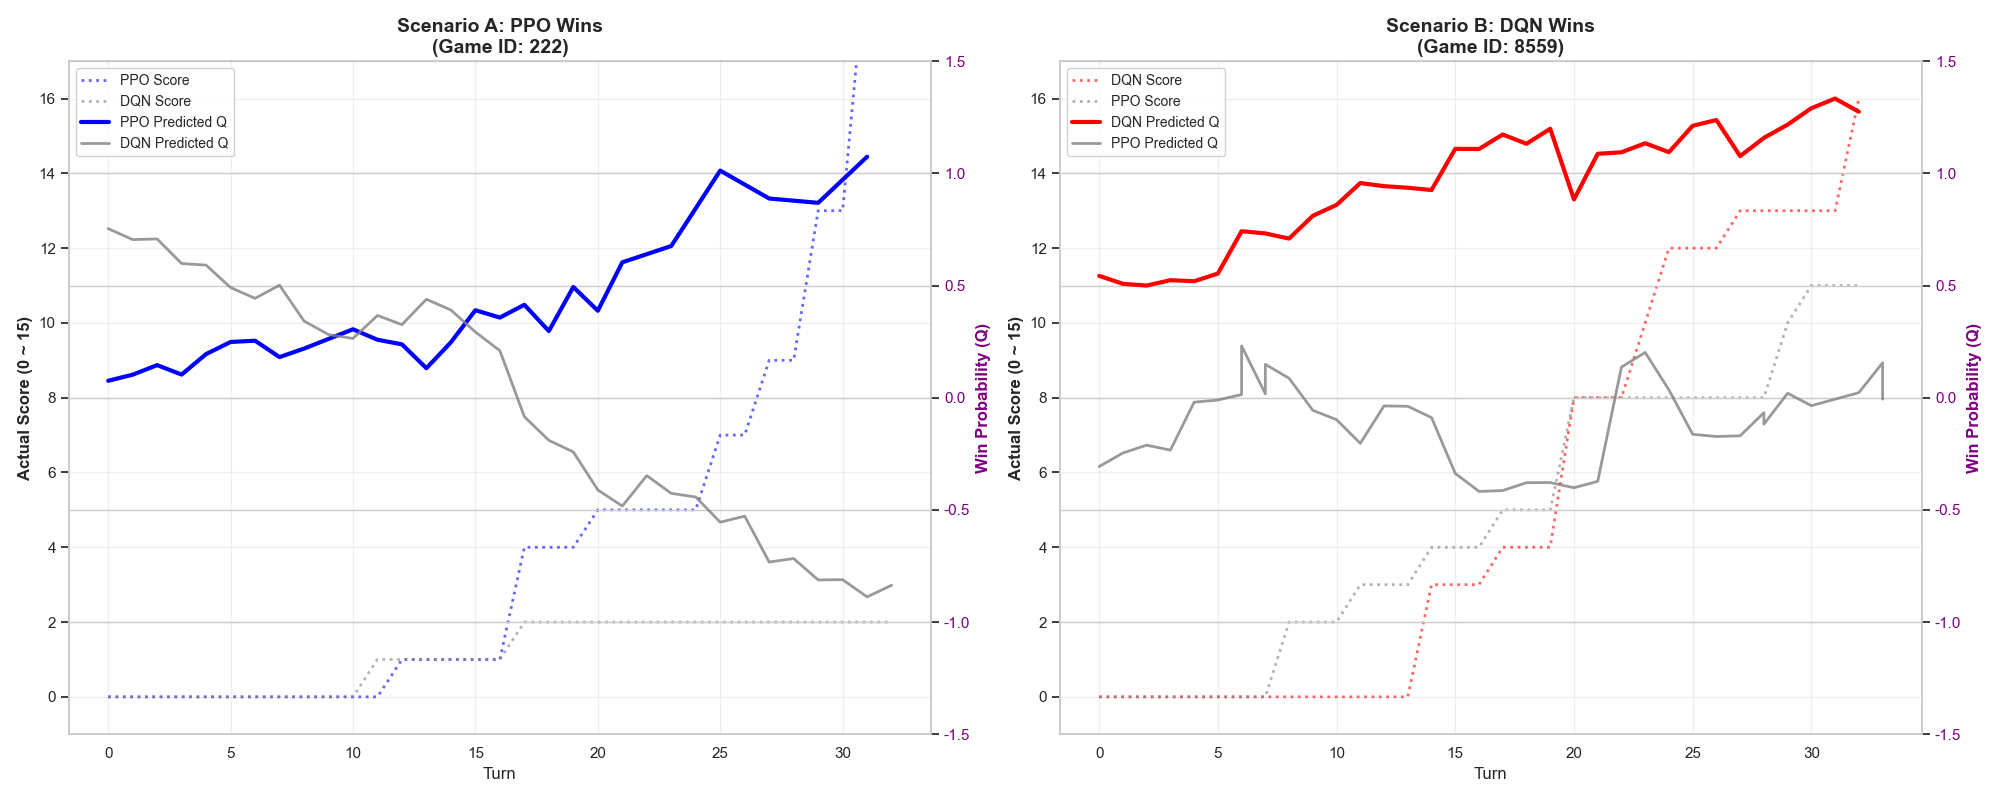 Scenario A: PPO Wins
(Game ID: 222)
PPO Score
DQN Score
PPO Predicted Q
DQN Predicted Q
Actual Score (0 ~ 15)
16
14
12
10
8
6
4
2
0
1.5
1.0
0.5
0.0
-0.5
-1.0
-1.5
Win Probability (Q)
0 5 10 15 20 25 30
Turn
Scenario B: DQN Wins
(Game ID: 8559)
DQN Score
PPO Score
DQN Predicted Q
PPO Predicted Q
Actual Score (0 ~ 15)
16
14
12
10
8
6
4
2
0
1.5
1.0
0.5
0.0
-0.5
-1.0
-1.5
Win Probability (Q)
0 5 10 15 20 25 30
Turn